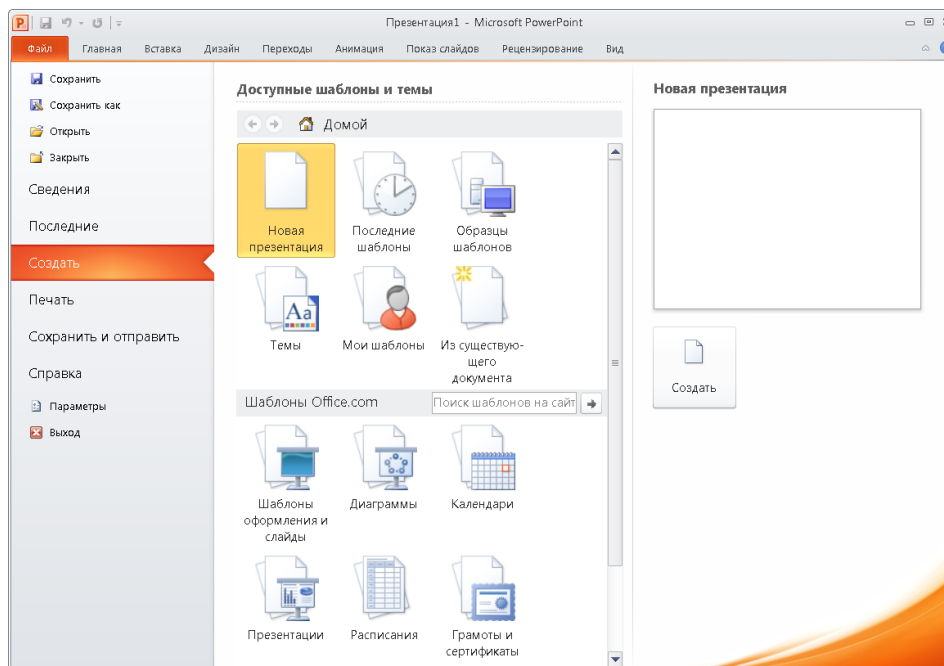 Презентация1 - Microsoft PowerPoint
Файл Главная Вставка Дизайн Переходы Анимация Показ слайдов Рецензирование Вид
Сохранить
Сохранить как
Открыть
Закрыть
Сведения
Последние
Создать
Печать
Сохранить и отправить
Справка
Параметры
Выход
Доступные шаблоны и темы
Домой
Новая
презентация
Последние
шаблоны
Образцы
шаблонов
Аа
Темы
Мои шаблоны
Из существую-
щего
документа
Шаблоны Office.com
Поиск шаблонов на сайт
Шаблоны
оформления и
слайды
Диаграммы
Календари
Презентации
Расписания
Грамоты и
сертификаты
Новая презентация
Создать